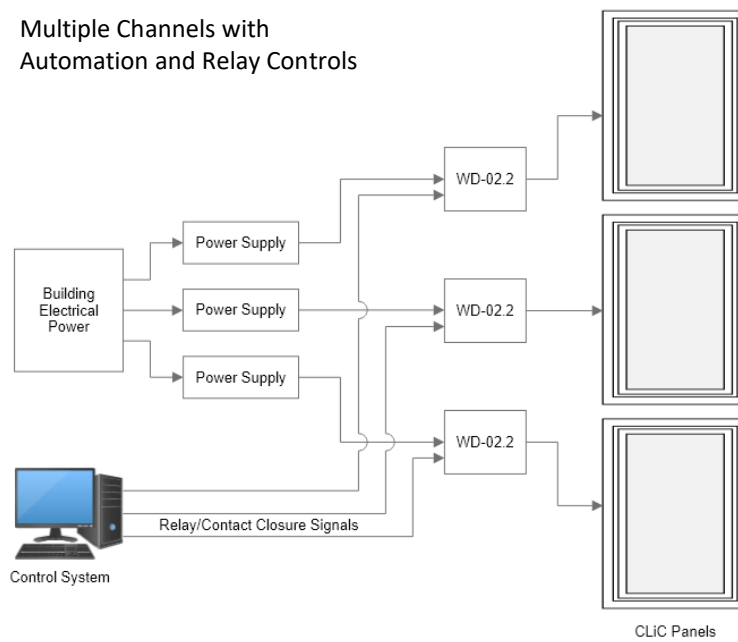 Multiple Channels with
Automation and Relay Controls
WD-02.2
Power Supply
Building
Electrical
Power
Power Supply
WD-02.2
Power Supply
WD-02.2
Relay/Contact Closure Signals
Control System
CLiC Panels